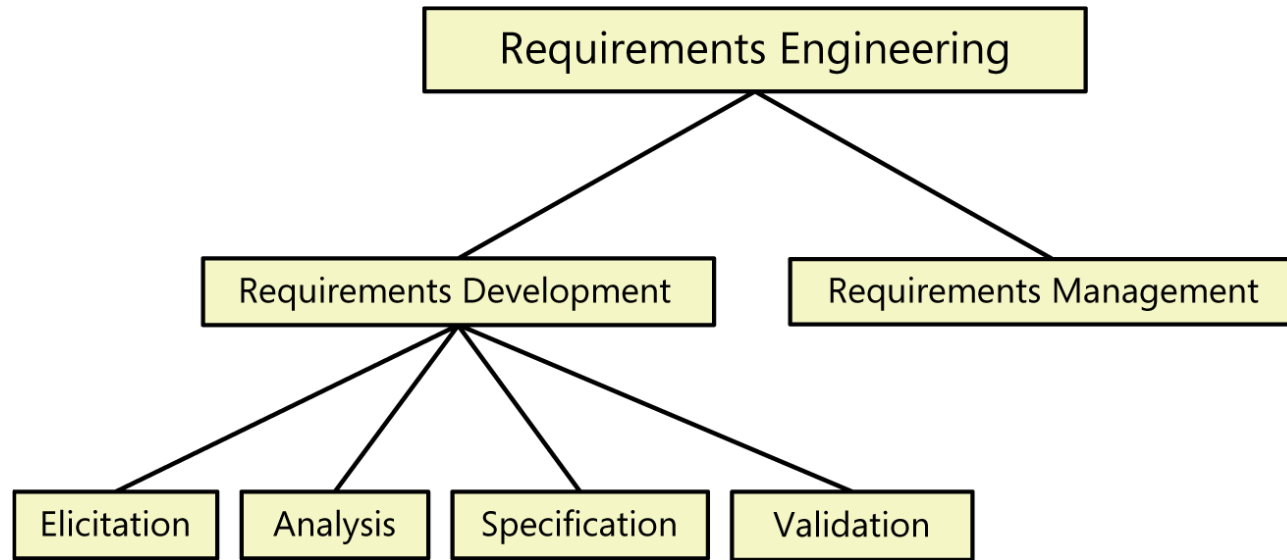 Requirements Engineering
Requirements Development
Requirements Management
Elicitation
Analysis
Specification
Validation